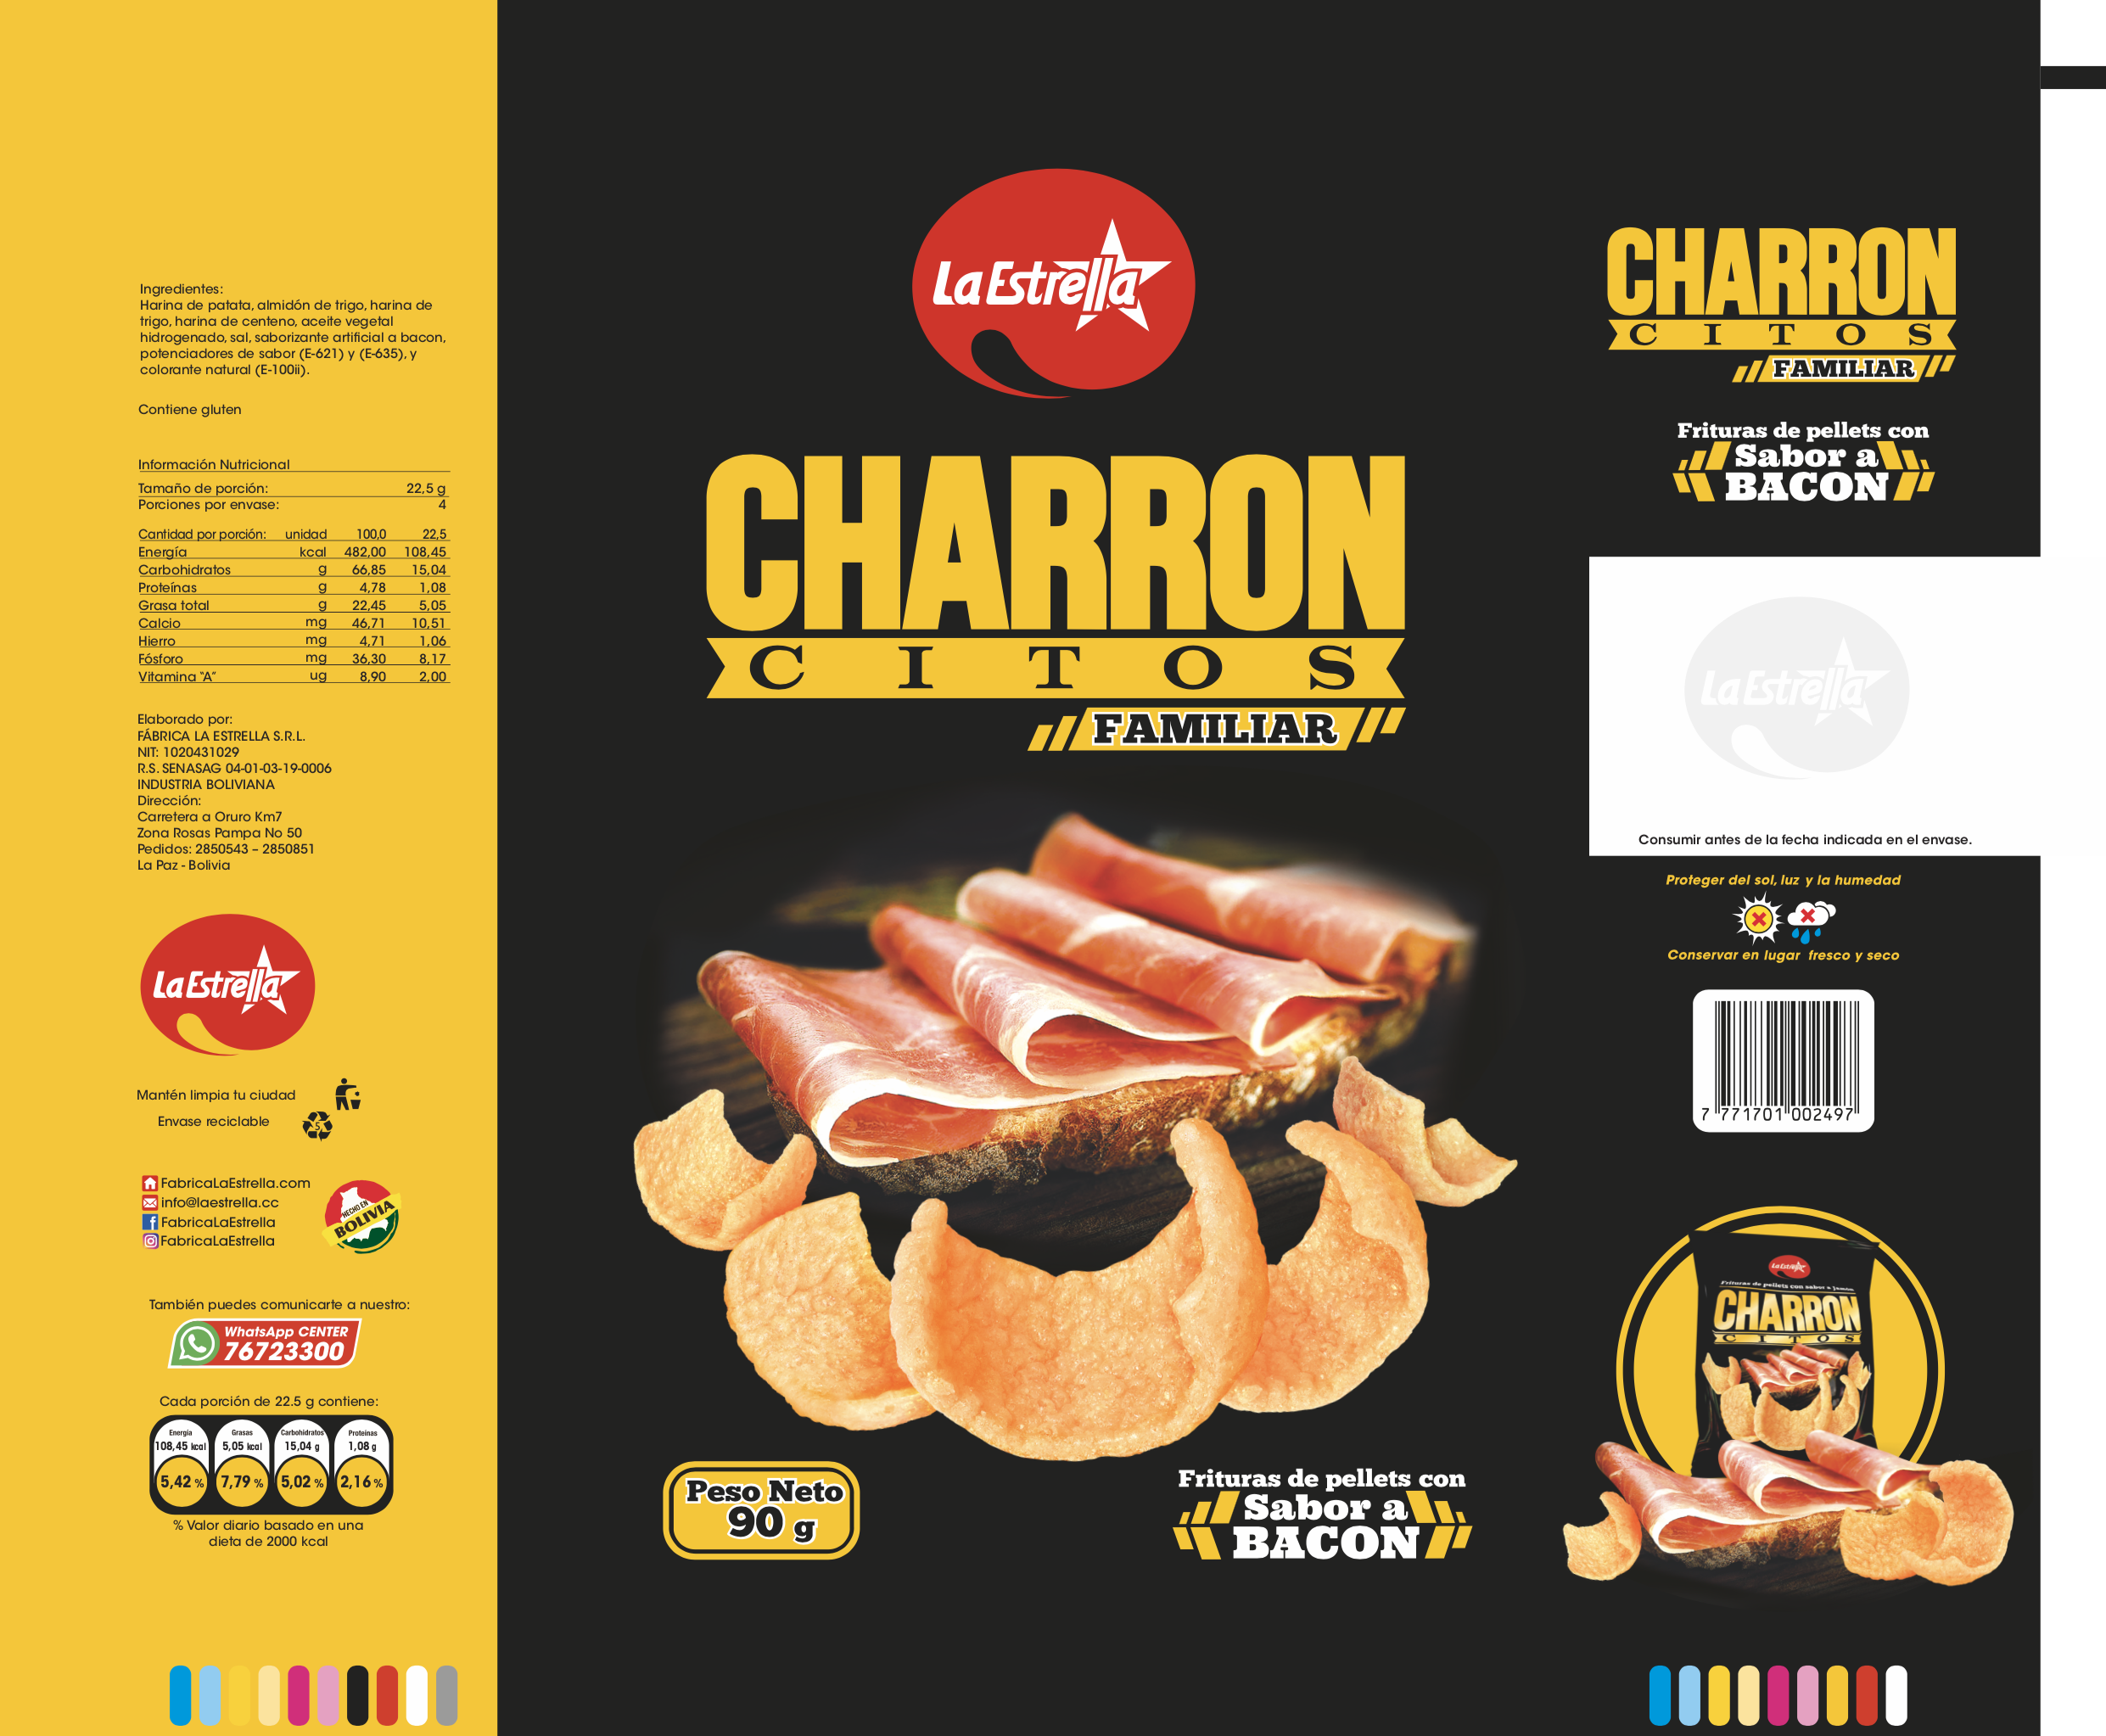 Ingredientes:
Harina de patata, almidón de trigo, harina de
trigo, harina de centeno, aceite vegetal
hidrogenado, sal, saborizante artificial a bacon,
potenciadores de sabor (E-621) y (E-635), y
colorante natural (E-100ii).
Contiene gluten
Información Nutricional
Tamaño de porción: 22,5 g
Porciones por envase: 4
Cantidad por porción: unidad 100,0 22,5
Energía kcal 482,00 108,45
Carbohidratos g 66,85 15,04
Proteínas g 4,78 1,08
Grasa total g 22,45 5,05
Calcio mg 46,71 10,51
Hierro mg 4,71 1,06
Fósforo mg 36,30 8,17
Vitamina "A" ug 8,90 2,00
Elaborado por:
FÁBRICA LA ESTRELLA S.R.L.
NIT: 1020431029
R.S. SENASAG 04-01-03-19-0006
INDUSTRIA BOLIVIANA
Dirección:
Carretera a Oruro Km7
Zona Rosas Pampa No 50
Pedidos: 2850543 – 2850851
La Paz - Bolivia
La Estrella
Mantén limpia tu ciudad
Envase reciclable
5
FabricaLaEstrella.com
info@laestrella.cc
FabricaLaEstrella
FabricaLaEstrella
HECHO EN
BOLIVIA
También puedes comunicarte a nuestro:
WhatsApp CENTER
76723300
Cada porción de 22.5 g contiene:
Energía Grasas Carbohidratos Proteínas
108,45 kcal 5,05 kcal 15,04 g 1,08 g
5,42 % 7,79 % 5,02 % 2,16 %
% Valor diario basado en una
dieta de 2000 kcal
La Estrella
CHARRON
CITOS
FAMILIAR
Peso Neto
90 g
Frituras de pellets con
Sabor a
BACON
CHARRON
CITOS
FAMILIAR
Frituras de pellets con
Sabor a
BACON
La Estrella
Consumir antes de la fecha indicada en el envase.
Proteger del sol, luz y la humedad
Conservar en lugar fresco y seco
7 771701 002497
La Estrella
Frituras de pellets con sabor a Jamón
CHARRON
CITOS